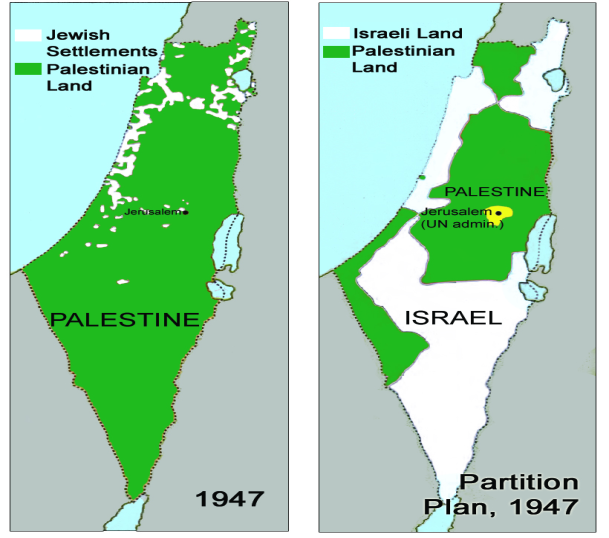 Jewish
Settlements
Palestinian
Land
Jerusalem
PALESTINE
1947
Israeli Land
Palestinian
Land
PALESTINE
Jerusalem
(UN admin.)
ISRAEL
Partition
Plan, 1947